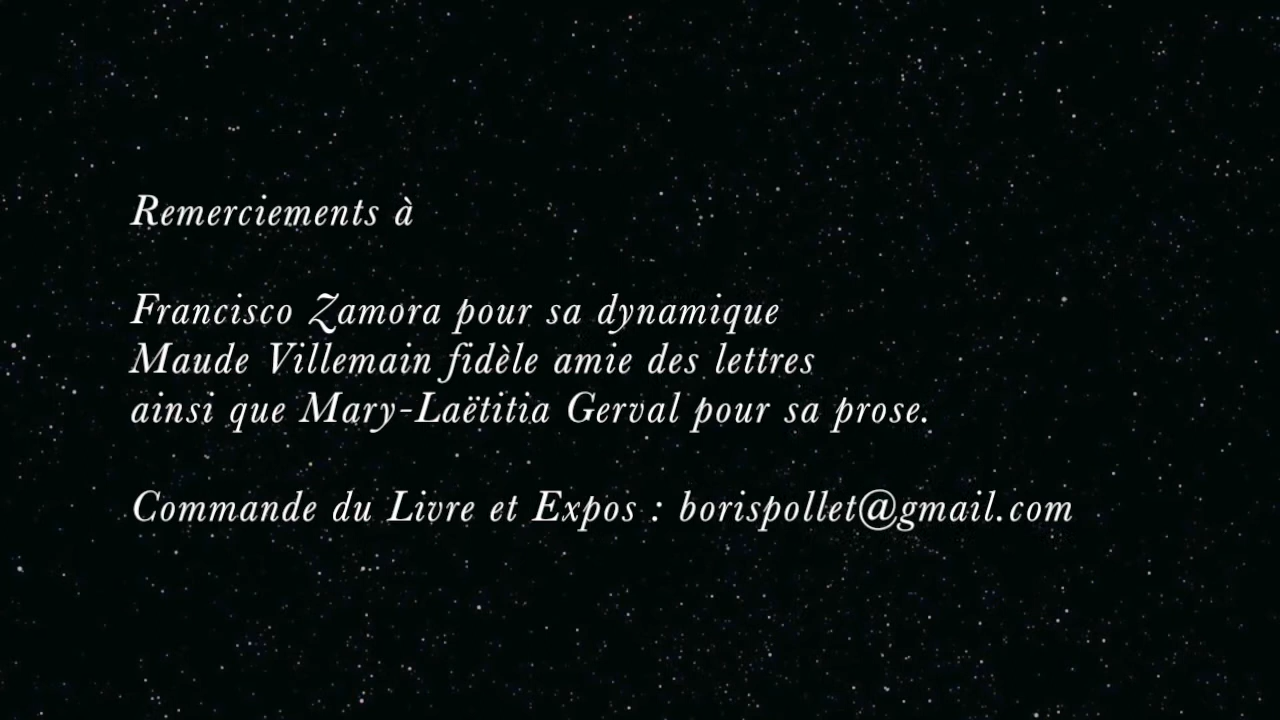 Remerciements à
Francisco Zamora pour sa dynamique
Maude Villemain fidèle amie des lettres
ainsi que Mary-Laëtitia Gerval pour sa prose.
Commande du Livre et Expos : borispollet@gmail.com